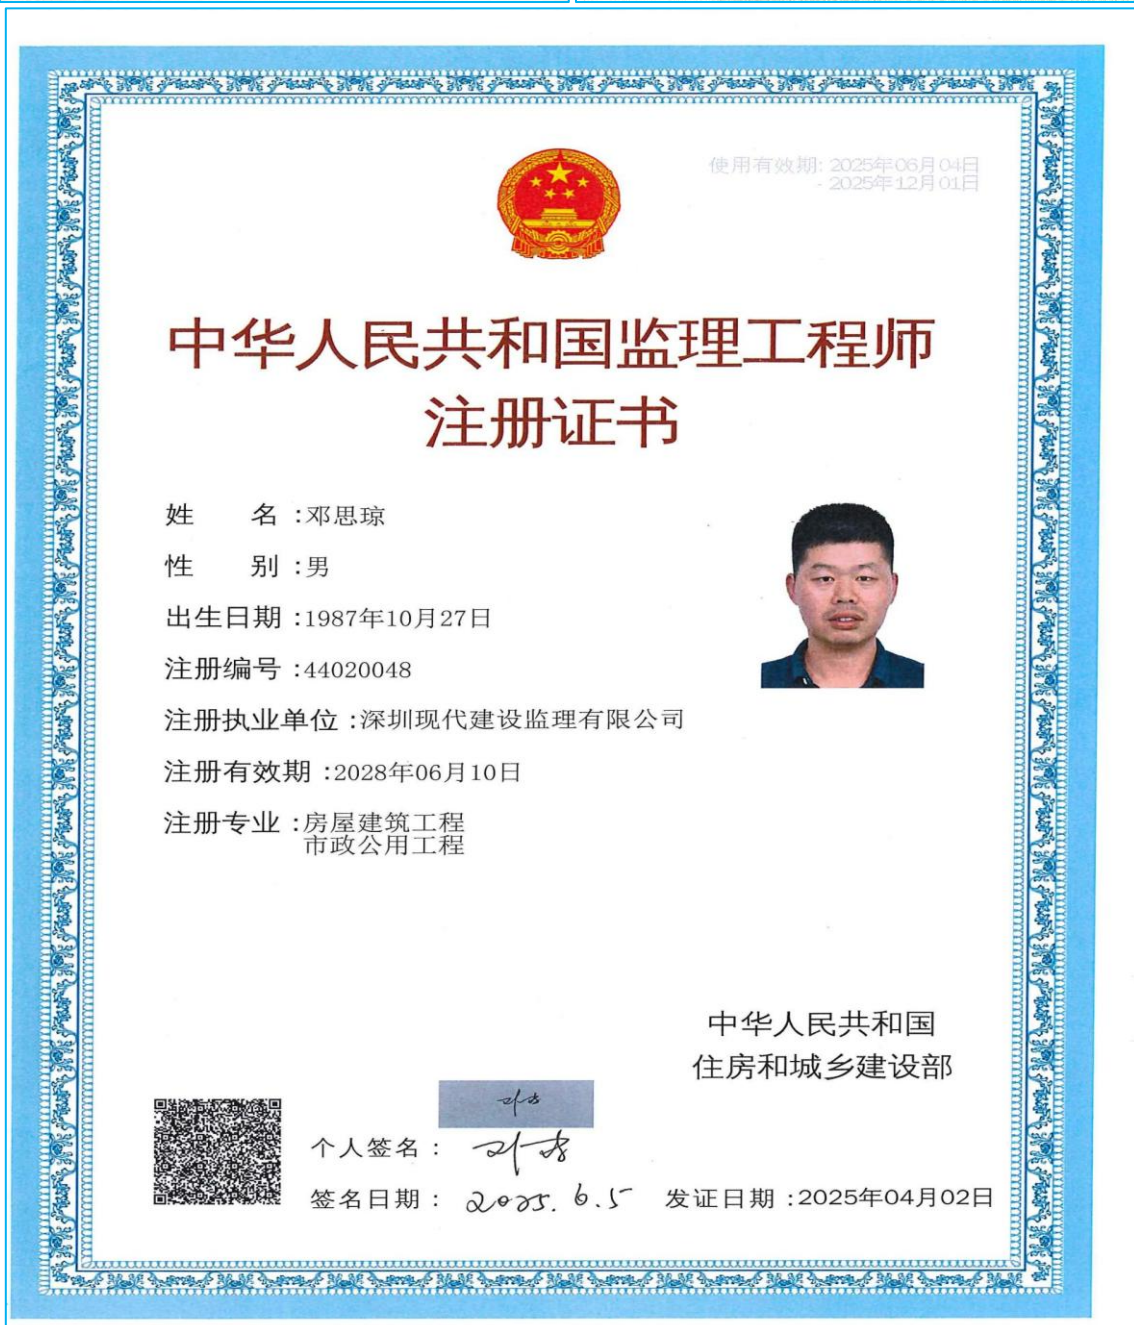 使用有效期: 2025年06月04日
- 2025年12月01日
中华人民共和国监理工程师
注册证书
姓 名 :邓思琼
性 别 :男
出生日期 :1987年10月27日
注册编号 :44020048
注册执业单位 :深圳现代建设监理有限公司
注册有效期 :2028年06月10日
注册专业 :房屋建筑工程
市政公用工程
中华人民共和国
住房和城乡建设部
个人签名 :
签名日期 : 2025. 6.5 发证日期 :2025年04月02日